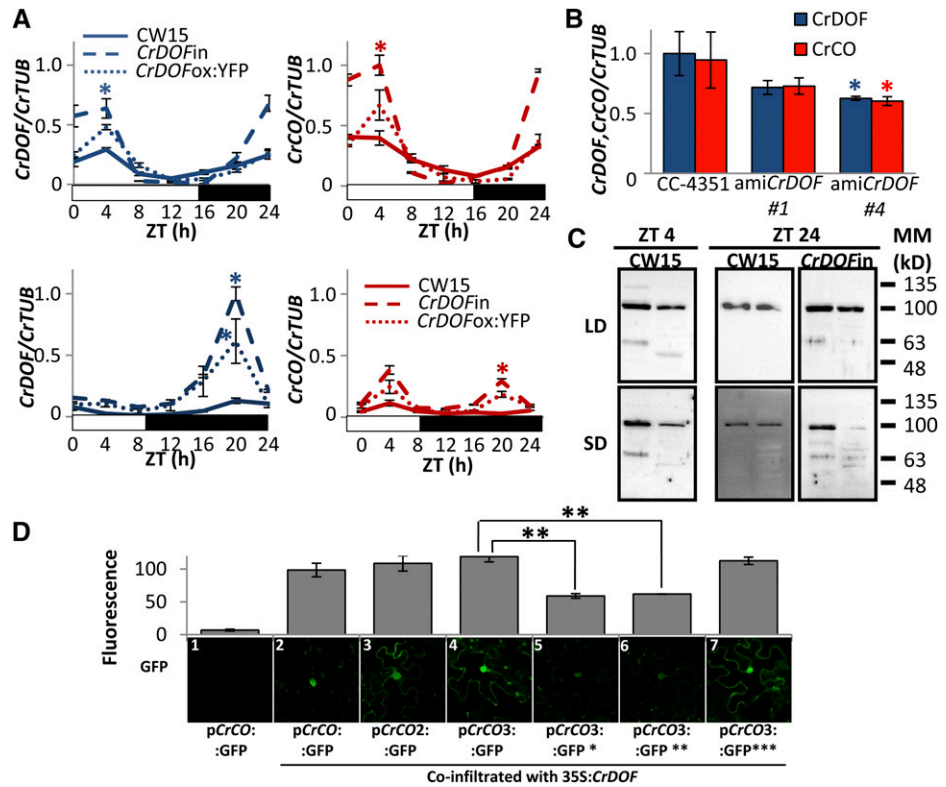 A
CW15
CrDOFin
CrDOFox:YFP
CrDOF/CrTUB
1.0
0.5
0
*
0 4 8 12 16 20 24
ZT (h)
CrCO/CrTUB
1.0
0.5
0
*
0 4 8 12 16 20 24
ZT (h)
CrDOF/CrTUB
1.0
0.5
0
*
*
0 4 8 12 16 20 24
ZT (h)
CW15
CrDOFin
CrDOFox:YFP
CrCO/CrTUB
1.0
0.5
0
*
0 4 8 12 16 20 24
ZT (h)
B
CrDOF
CrCO
CrDOF,CrCO/CrTUB
1.0
0.5
0
* *
CC-4351 amiCrDOF amiCrDOF
#1 #4
C
ZT 4 ZT 24 MM
CW15 CW15 CrDOFin (kD)
LD
135
100
63
48
SD
135
100
63
48
D
**
**
Fluorescence
100
50
0
GFP
1 2 3 4 5 6 7
pCrCO: pCrCO: pCrCO2: pCrCO3: pCrCO3: pCrCO3: pCrCO3:
:GFP :GFP :GFP :GFP :GFP * :GFP ** :GFP***
Co-infiltrated with 35S:CrDOF